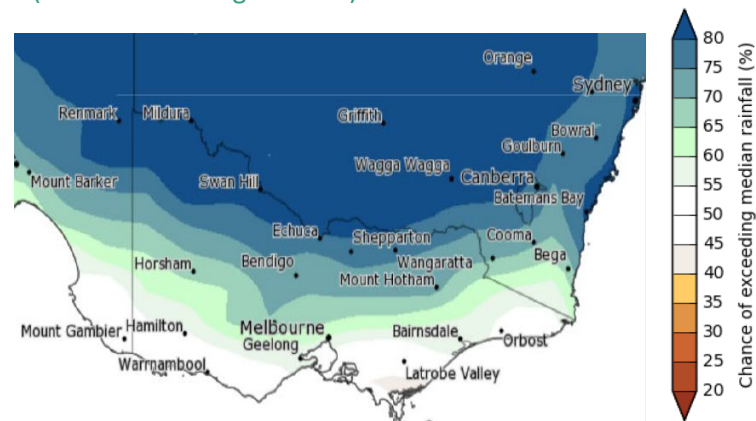 Orange
Sydney
Renmark
Mildura
Griffith
Bowral
Goulburn
Wagga Wagga
Canberra
Mount Barker
Swan Hill
Batemans Bay
Echuca
Shepparton
Cooma
Horsham
Bendigo
Wangaratta
Bega
Mount Hotham
Mount Gambier
Hamilton
Melbourne
Bairnsdale
Geelong
Orbost
Warrnambool
Latrobe Valley
80
75
70
65
60
55
50
45
40
35
30
25
20
Chance of exceeding median rainfall (%)